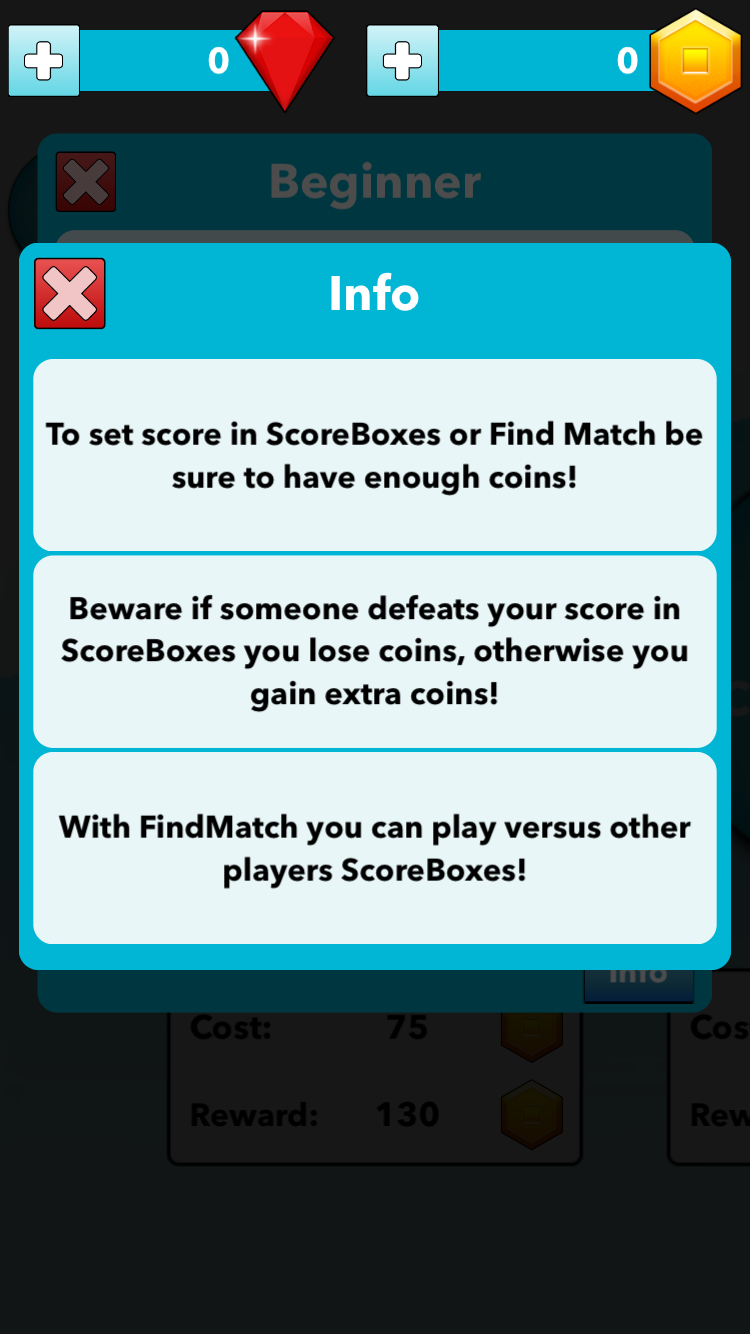 0
0
Beginner
Info
To set score in ScoreBoxes or Find Match be
sure to have enough coins!
Beware if someone defeats your score in
ScoreBoxes you lose coins, otherwise you
gain extra coins!
With FindMatch you can play versus other
players ScoreBoxes!
Info
Cost: 75
Cos
Reward: 130
Rew